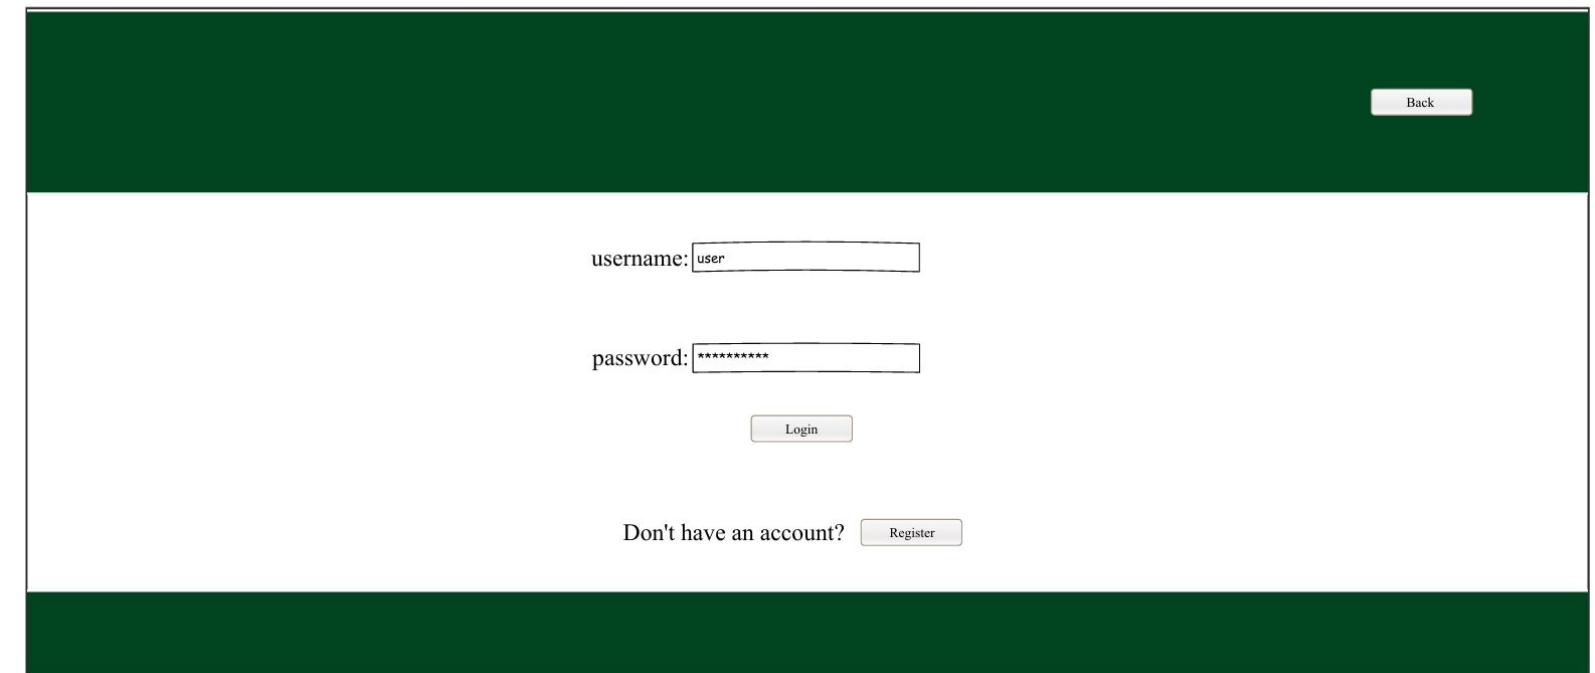 Back
username: user
password: **********
Login
Don't have an account? Register